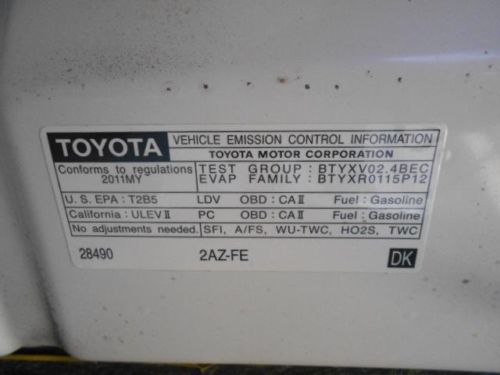 TOYOTA VEHICLE EMISSION CONTROL INFORMATION
TOYOTA MOTOR CORPORATION
Conforms to regulations TEST GROUP : BTYXV02.4BEC
2011MY EVAP FAMILY : BTYXR0115P12
U. S. EPA : T2B5 LDV OBD : CAⅡ Fuel : Gasoline
California : ULEVⅡ PC OBD : CAⅡ Fuel : Gasoline
No adjustments needed. SFI, A/FS, WU-TWC, HO2S, TWC
28490 2AZ-FE DK